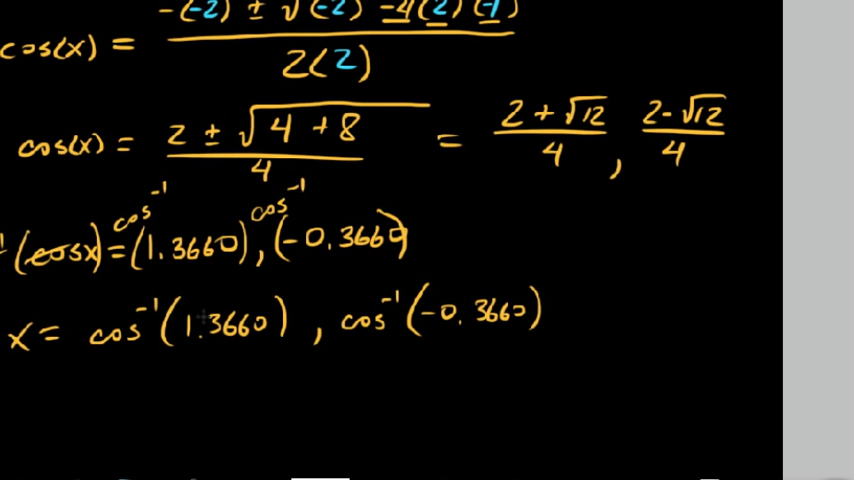 -(-2) ± √(-2) -4(2)(-1)
cos(x) = 2(2)
cos(x) = 2 ± √4+8 / 4 = 2+√12 / 4 , 2-√12 / 4
cos⁻¹ cos⁻¹
(cosx) = (1.3660), (-0.3660)
x = cos⁻¹(1.3660) , cos⁻¹(-0.3660)